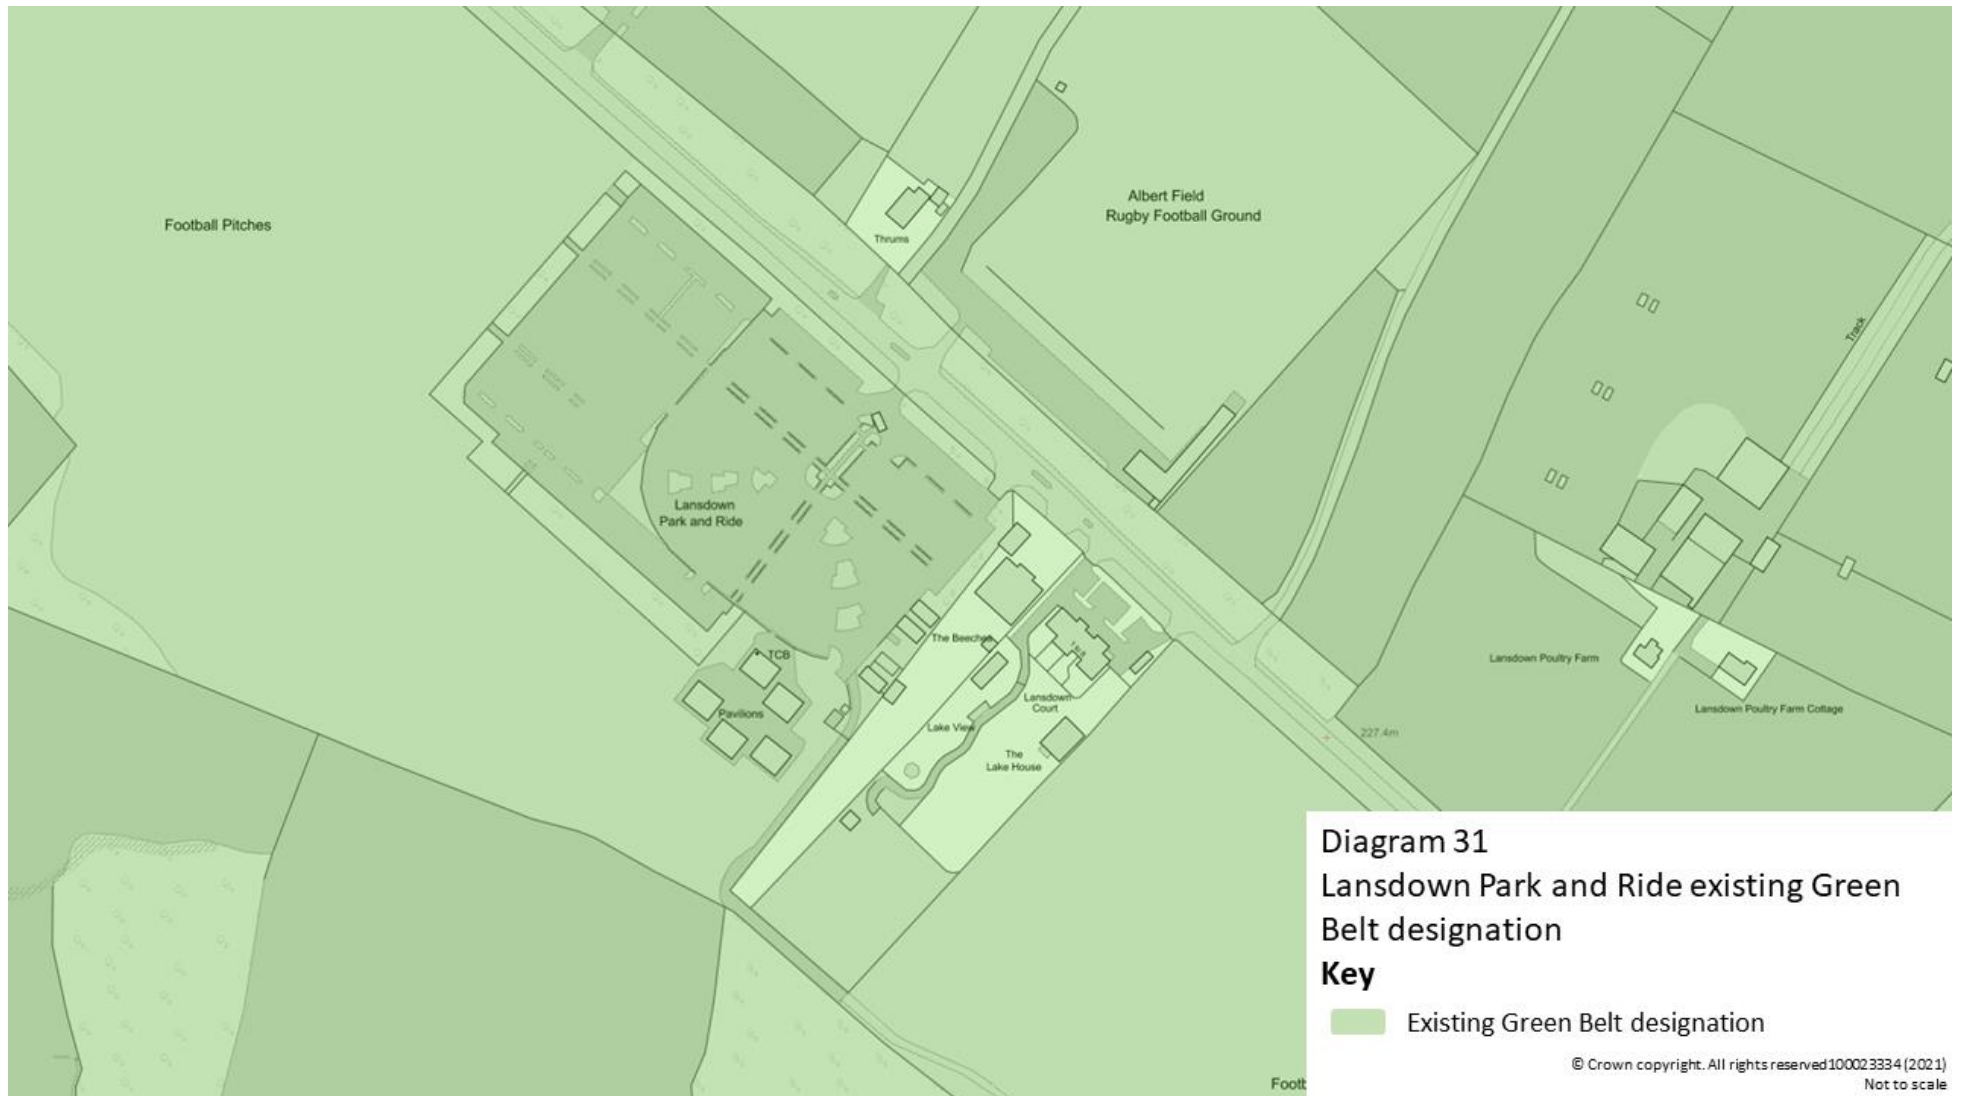 Football Pitches
Albert Field
Rugby Football Ground
Thrums
Track
Lansdown
Park and Ride
The Beeches
TCB
Pavilions
Lansdown
Court
Lake View
The
Lake House
Lansdown Poultry Farm
Lansdown Poultry Farm Cottage
227.4m
Footb
Diagram 31
Lansdown Park and Ride existing Green
Belt designation
Key
Existing Green Belt designation
© Crown copyright. All rights reserved100023334 (2021)
Not to scale